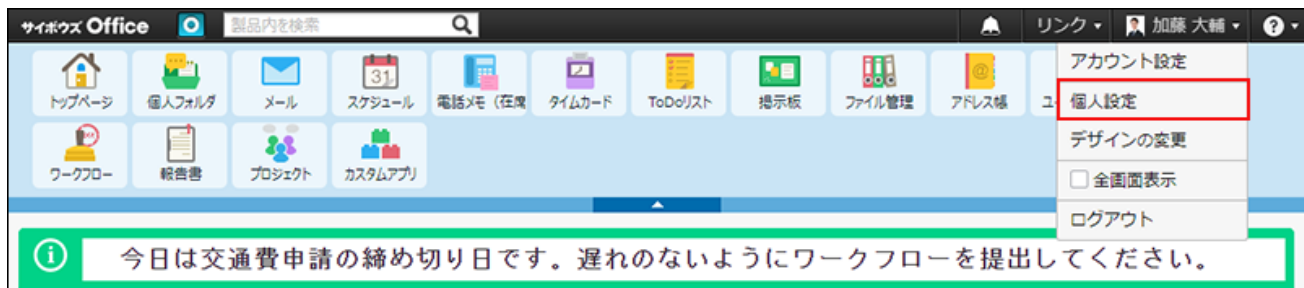 サイボウズ Office 製品内を検索 リンク 加藤 大輔 ?
トップページ 個人フォルダ メール スケジュール 電話メモ（在席 タイムカード ToDoリスト 掲示板 ファイル管理 アドレス帳 ユー
31
@
ワークフロー 報告書 プロジェクト カスタムアプリ
アカウント設定
個人設定
デザインの変更
全画面表示
ログアウト
今日は交通費申請の締め切り日です。遅れのないようにワークフローを提出してください。